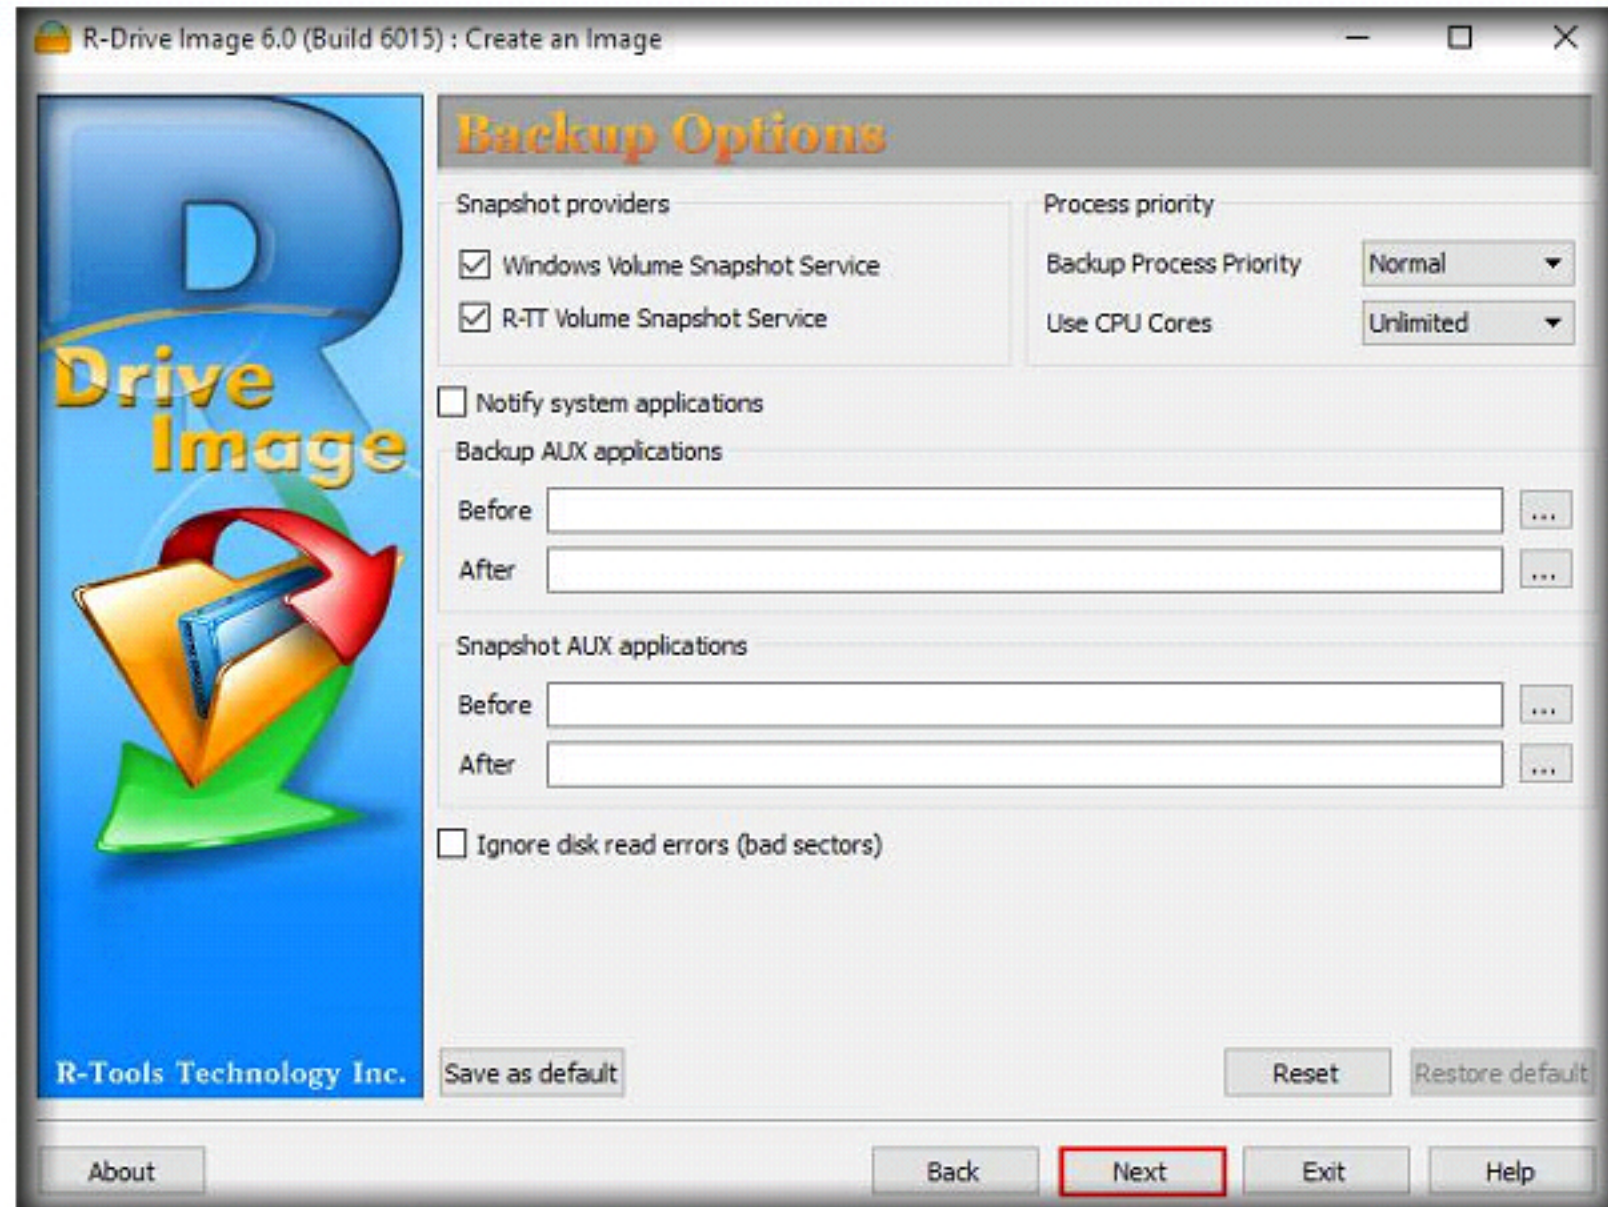 R-Drive Image 6.0 (Build 6015) : Create an Image
Drive
Image
R-Tools Technology Inc.
Backup Options
Snapshot providers
Windows Volume Snapshot Service
R-TT Volume Snapshot Service
Process priority
Backup Process Priority Normal
Use CPU Cores Unlimited
Notify system applications
Backup AUX applications
Before ...
After ...
Snapshot AUX applications
Before ...
After ...
Ignore disk read errors (bad sectors)
Save as default Reset Restore default
About Back Next Exit Help